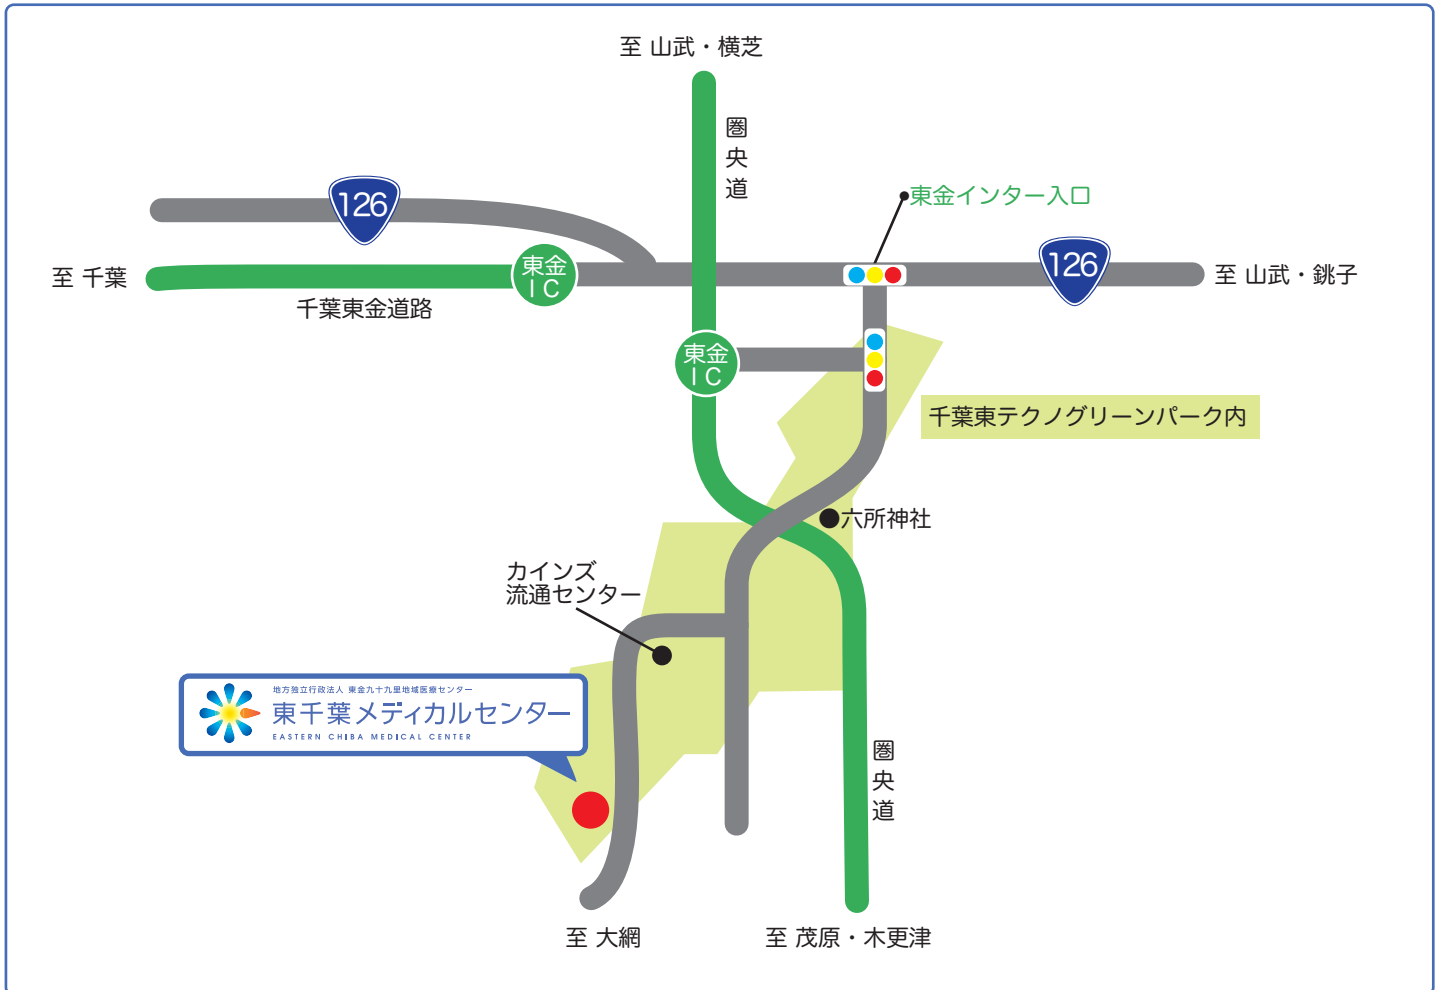 至 山武・横芝
圏央道
126
東金インター入口
126
至 千葉
東金
IC
至 山武・銚子
千葉東金道路
東金
IC
千葉東テクノグリーンパーク内
六所神社
カインズ
流通センター
地方独立行政法人 東金九十九里地域医療センター
東千葉メディカルセンター
EASTERN CHIBA MEDICAL CENTER
圏央道
至 大網
至 茂原・木更津